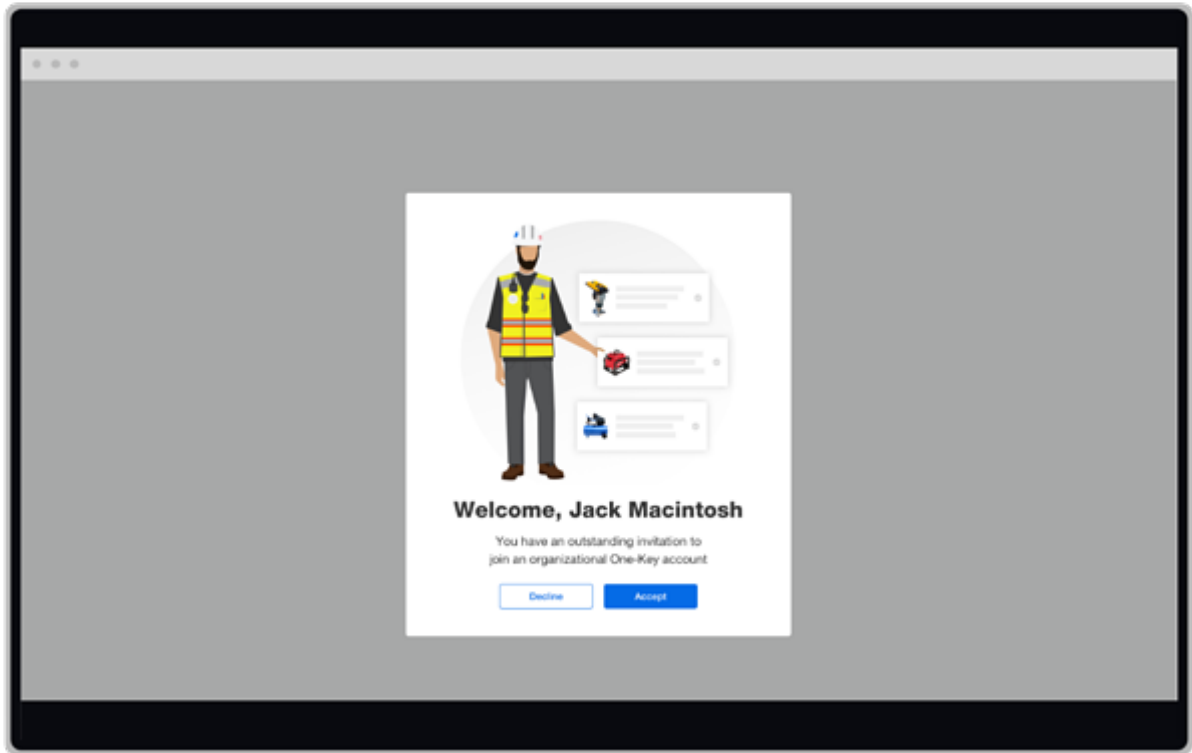 Welcome, Jack Macintosh
You have an outstanding invitation to
join an organizational One-Key account
Decline
Accept